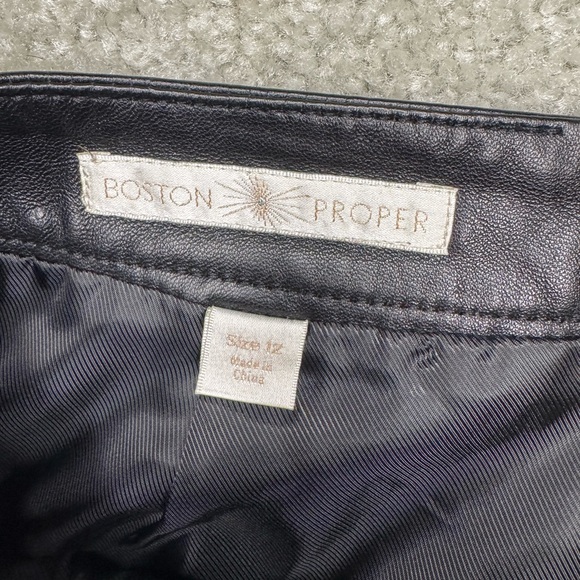 BOSTON PROPER
Size 12
Made in
China